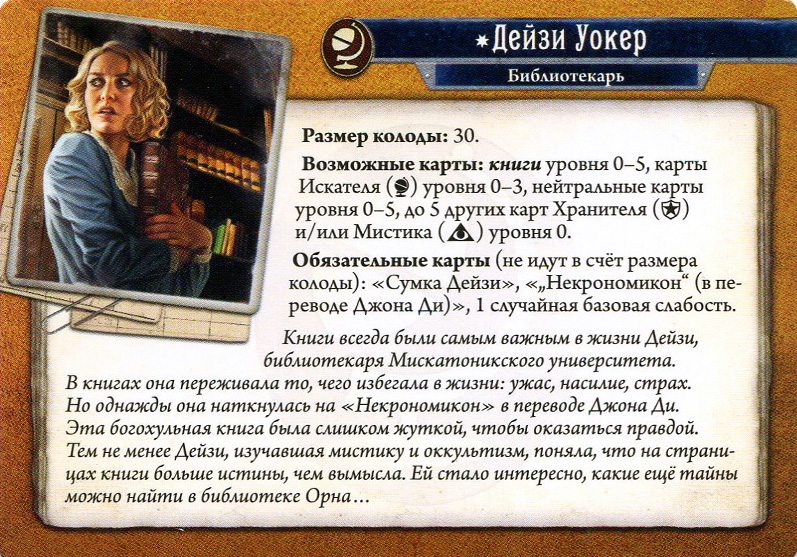 ✶Дейзи Уокер
Библиотекарь
Размер колоды: 30.
Возможные карты: книги уровня 0–5, карты
Искателя () уровня 0–3, нейтральные карты
уровня 0–5, до 5 других карт Хранителя ()
и/или Мистика () уровня 0.
Обязательные карты (не идут в счёт размера
колоды): «Сумка Дейзи», «„Некрономикон“ (в пе-
реводе Джона Ди)», 1 случайная базовая слабость.
Книги всегда были самым важным в жизни Дейзи,
библиотекаря Мискатоникского университета.
В книгах она переживала то, чего избегала в жизни: ужас, насилие, страх.
Но однажды она наткнулась на «Некрономикон» в переводе Джона Ди.
Эта богохульная книга была слишком жуткой, чтобы оказаться правдой.
Тем не менее Дейзи, изучавшая мистику и оккультизм, поняла, что на страни-
цах книги больше истины, чем вымысла. Ей стало интересно, какие ещё тайны
можно найти в библиотеке Орна…